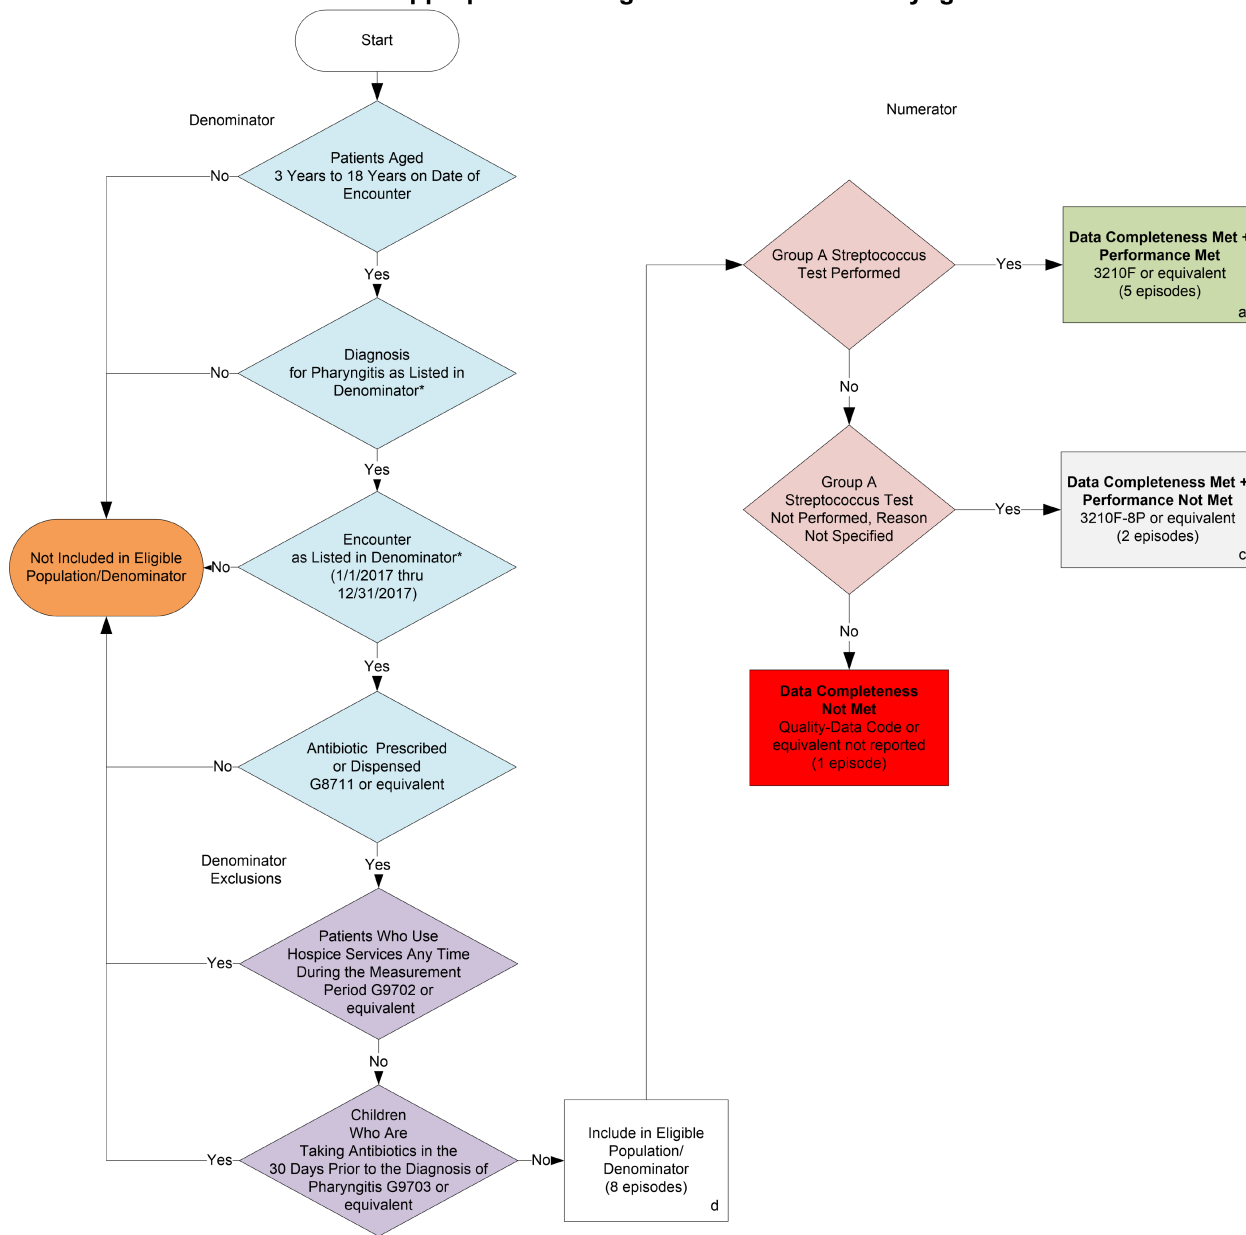 Start
Denominator
Patients Aged
3 Years to 18 Years on Date of
Encounter
No
Yes
Diagnosis
for Pharyngitis as Listed in
Denominator*
No
Yes
Encounter
as Listed in Denominator*
(1/1/2017 thru
12/31/2017)
No
Not Included in Eligible
Population/Denominator
Yes
Antibiotic Prescribed
or Dispensed
G8711 or equivalent
No
Yes
Denominator
Exclusions
Patients Who Use
Hospice Services Any Time
During the Measurement
Period G9702 or
equivalent
Yes
No
Children
Who Are
Taking Antibiotics in the
30 Days Prior to the Diagnosis of
Pharyngitis G9703 or
equivalent
Yes
No
Include in Eligible
Population/
Denominator
(8 episodes)
d
Numerator
Group A Streptococcus
Test Performed
Yes
Data Completeness Met +
Performance Met
3210F or equivalent
(5 episodes)
a
No
Group A
Streptococcus Test
Not Performed, Reason
Not Specified
Yes
Data Completeness Met +
Performance Not Met
3210F-8P or equivalent
(2 episodes)
c
No
Data Completeness
Not Met
Quality-Data Code or
equivalent not reported
(1 episode)